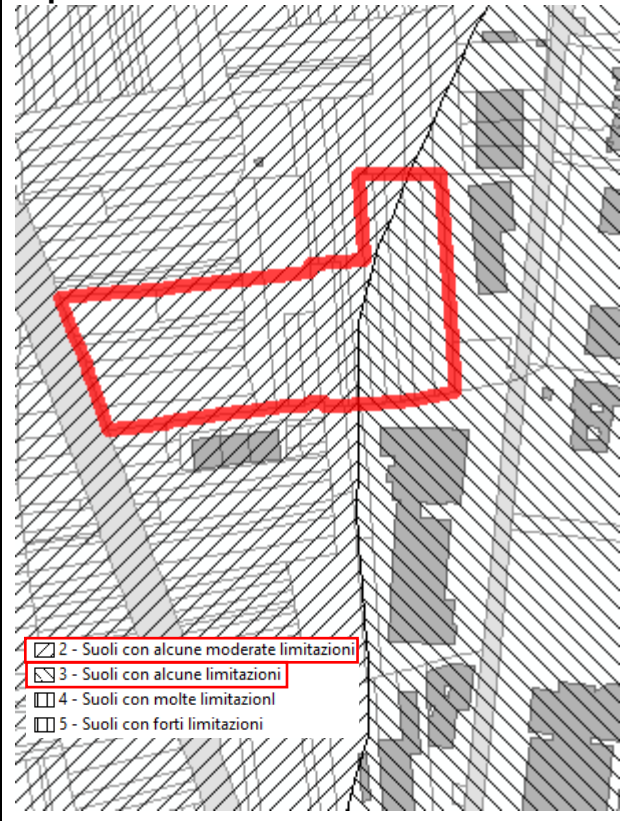 2 - Suoli con alcune moderate limitazioni
3 - Suoli con alcune limitazioni
4 - Suoli con molte limitazionI
5 - Suoli con forti limitazioni